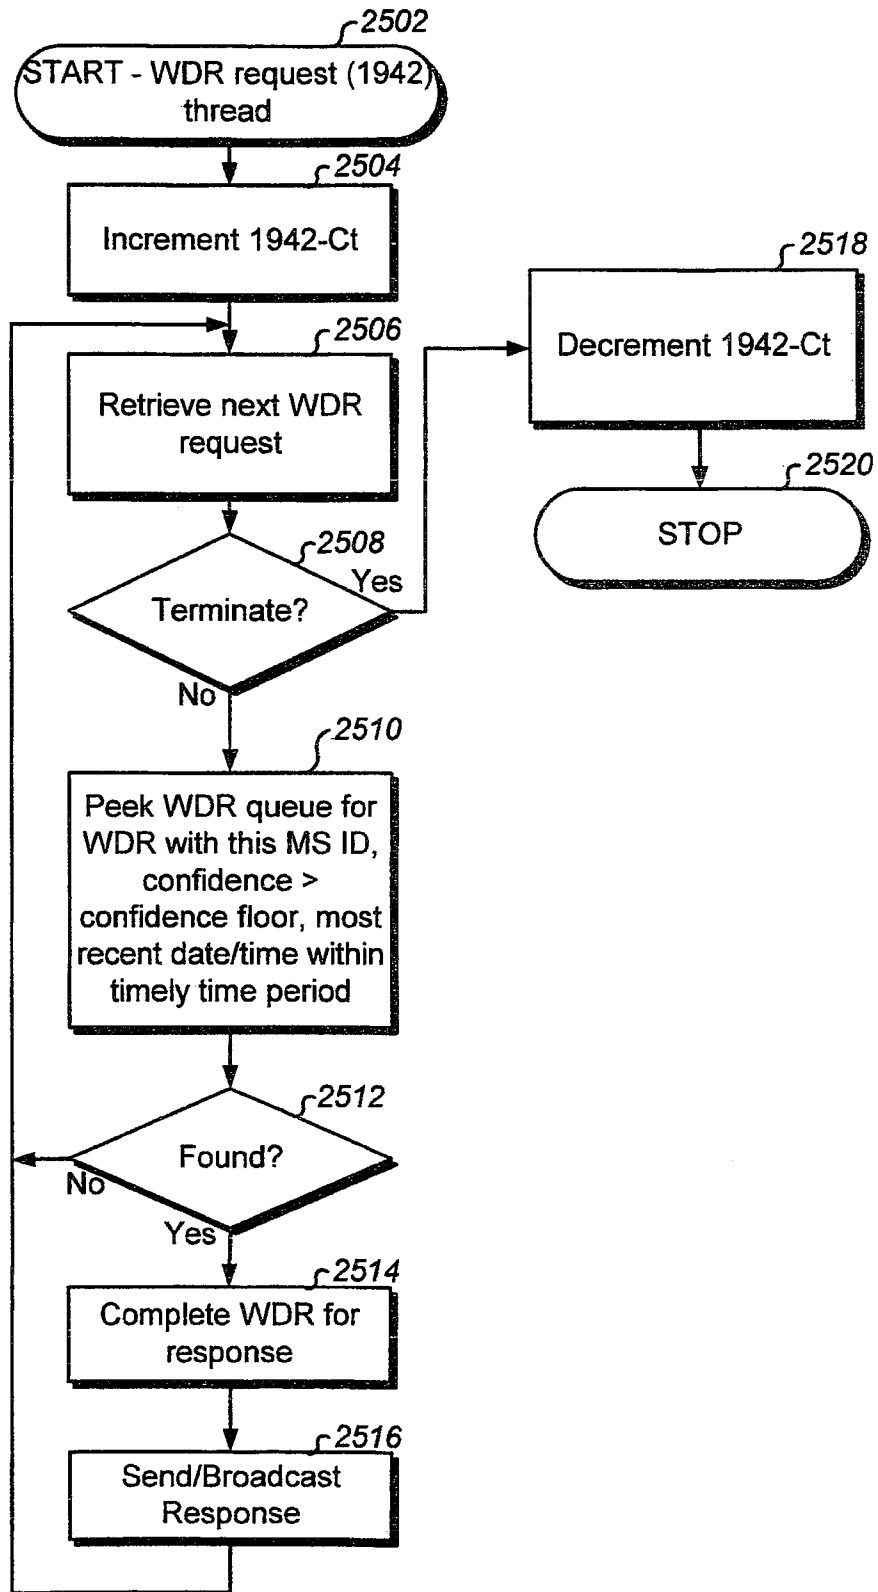 2502
START - WDR request (1942)
thread
2504
Increment 1942-Ct
2506
Retrieve next WDR
request
2508
Terminate?
Yes
No
2518
Decrement 1942-Ct
2520
STOP
2510
Peek WDR queue for
WDR with this MS ID,
confidence >
confidence floor, most
recent date/time within
timely time period
2512
Found?
No
Yes
2514
Complete WDR for
response
2516
Send/Broadcast
Response